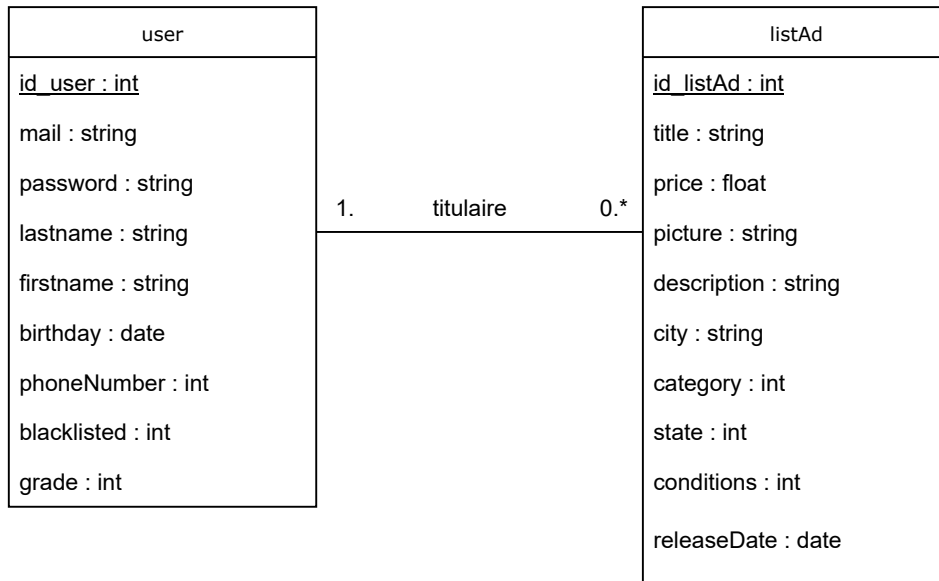 user
id_user : int
mail : string
password : string
lastname : string
firstname : string
birthday : date
phoneNumber : int
blacklisted : int
grade : int
1. titulaire 0.*
listAd
id_listAd : int
title : string
price : float
picture : string
description : string
city : string
category : int
state : int
conditions : int
releaseDate : date